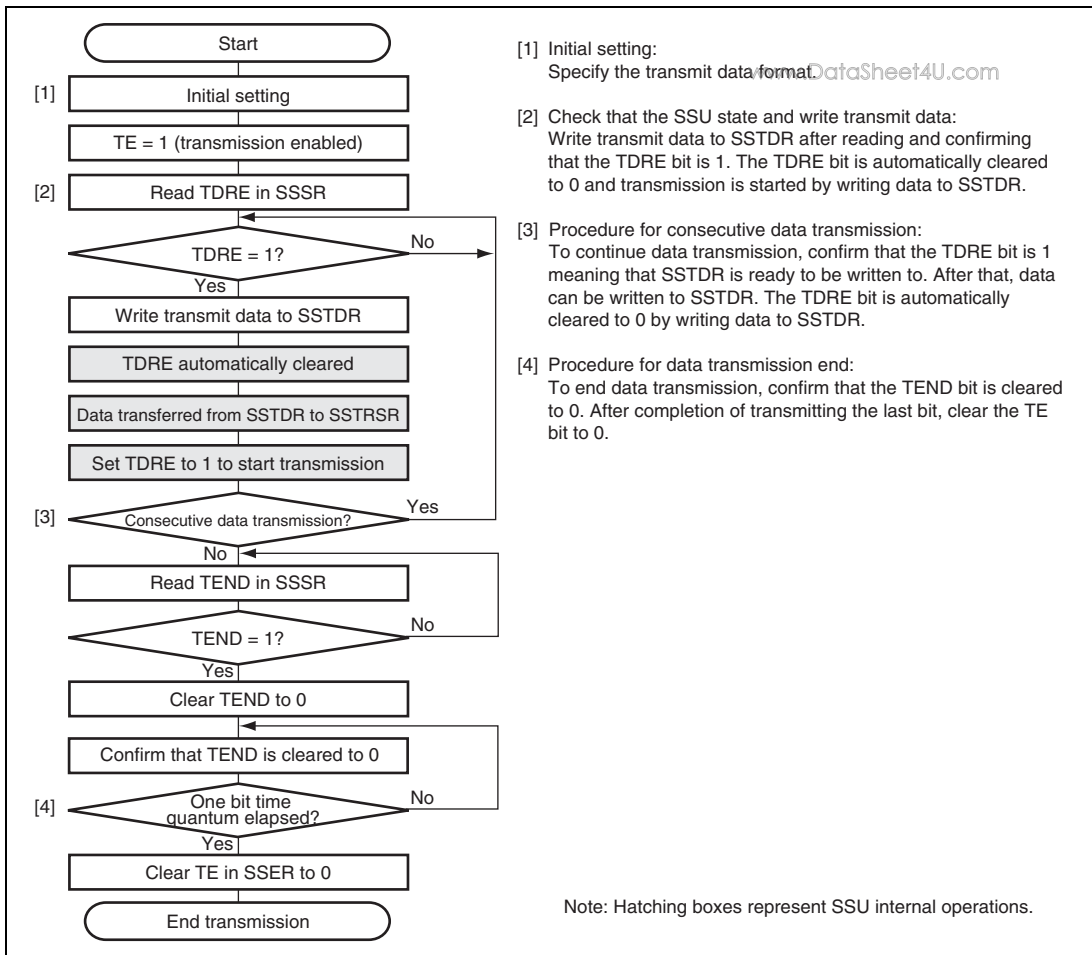 Start
[1] Initial setting
TE = 1 (transmission enabled)
[2] Read TDRE in SSSR
TDRE = 1?
No
Yes
Write transmit data to SSTDR
TDRE automatically cleared
Data transferred from SSTDR to SSTRSR
Set TDRE to 1 to start transmission
[3] Consecutive data transmission?
Yes
No
Read TEND in SSSR
TEND = 1?
No
Yes
Clear TEND to 0
Confirm that TEND is cleared to 0
[4] One bit time
quantum elapsed?
No
Yes
Clear TE in SSER to 0
End transmission
[1] Initial setting:
Specify the transmit data format.
www.DataSheet4U.com
[2] Check that the SSU state and write transmit data:
Write transmit data to SSTDR after reading and confirming
that the TDRE bit is 1. The TDRE bit is automatically cleared
to 0 and transmission is started by writing data to SSTDR.
[3] Procedure for consecutive data transmission:
To continue data transmission, confirm that the TDRE bit is 1
meaning that SSTDR is ready to be written to. After that, data
can be written to SSTDR. The TDRE bit is automatically
cleared to 0 by writing data to SSTDR.
[4] Procedure for data transmission end:
To end data transmission, confirm that the TEND bit is cleared
to 0. After completion of transmitting the last bit, clear the TE
bit to 0.
Note: Hatching boxes represent SSU internal operations.